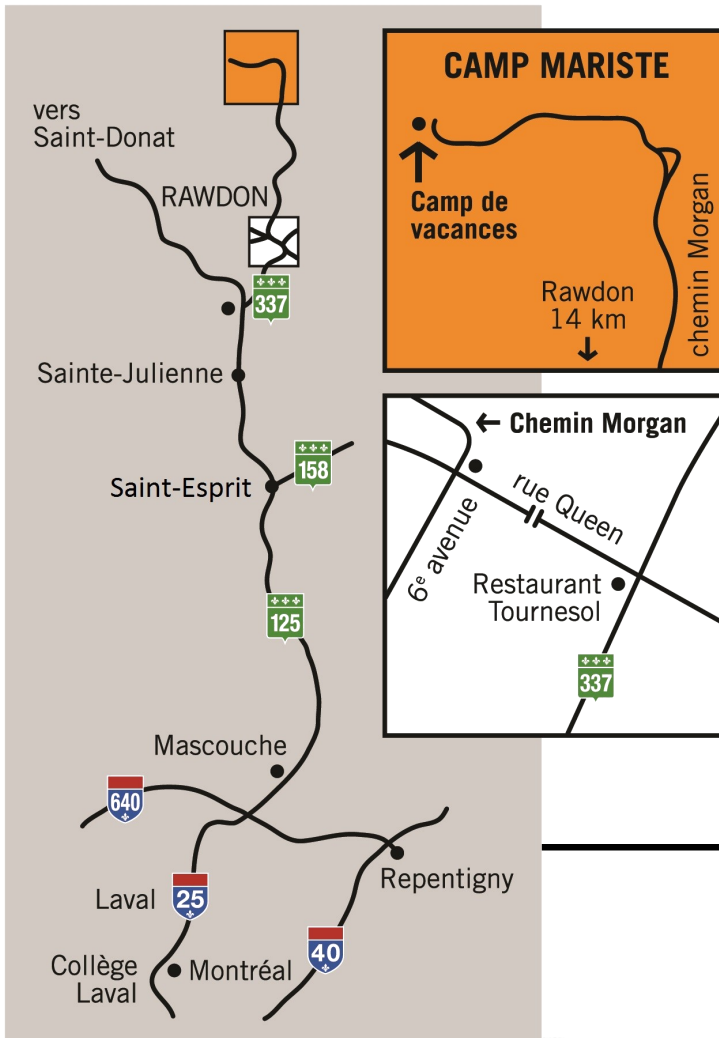 vers
Saint-Donat
RAWDON
337
Sainte-Julienne
158
Saint-Esprit
125
Mascouche
640
Repentigny
Laval
25
40
Collège
Laval
Montréal
CAMP MARISTE
Camp de
vacances
chemin Morgan
Rawdon
14 km
← Chemin Morgan
rue Queen
6e avenue
Restaurant
Tournesol
337